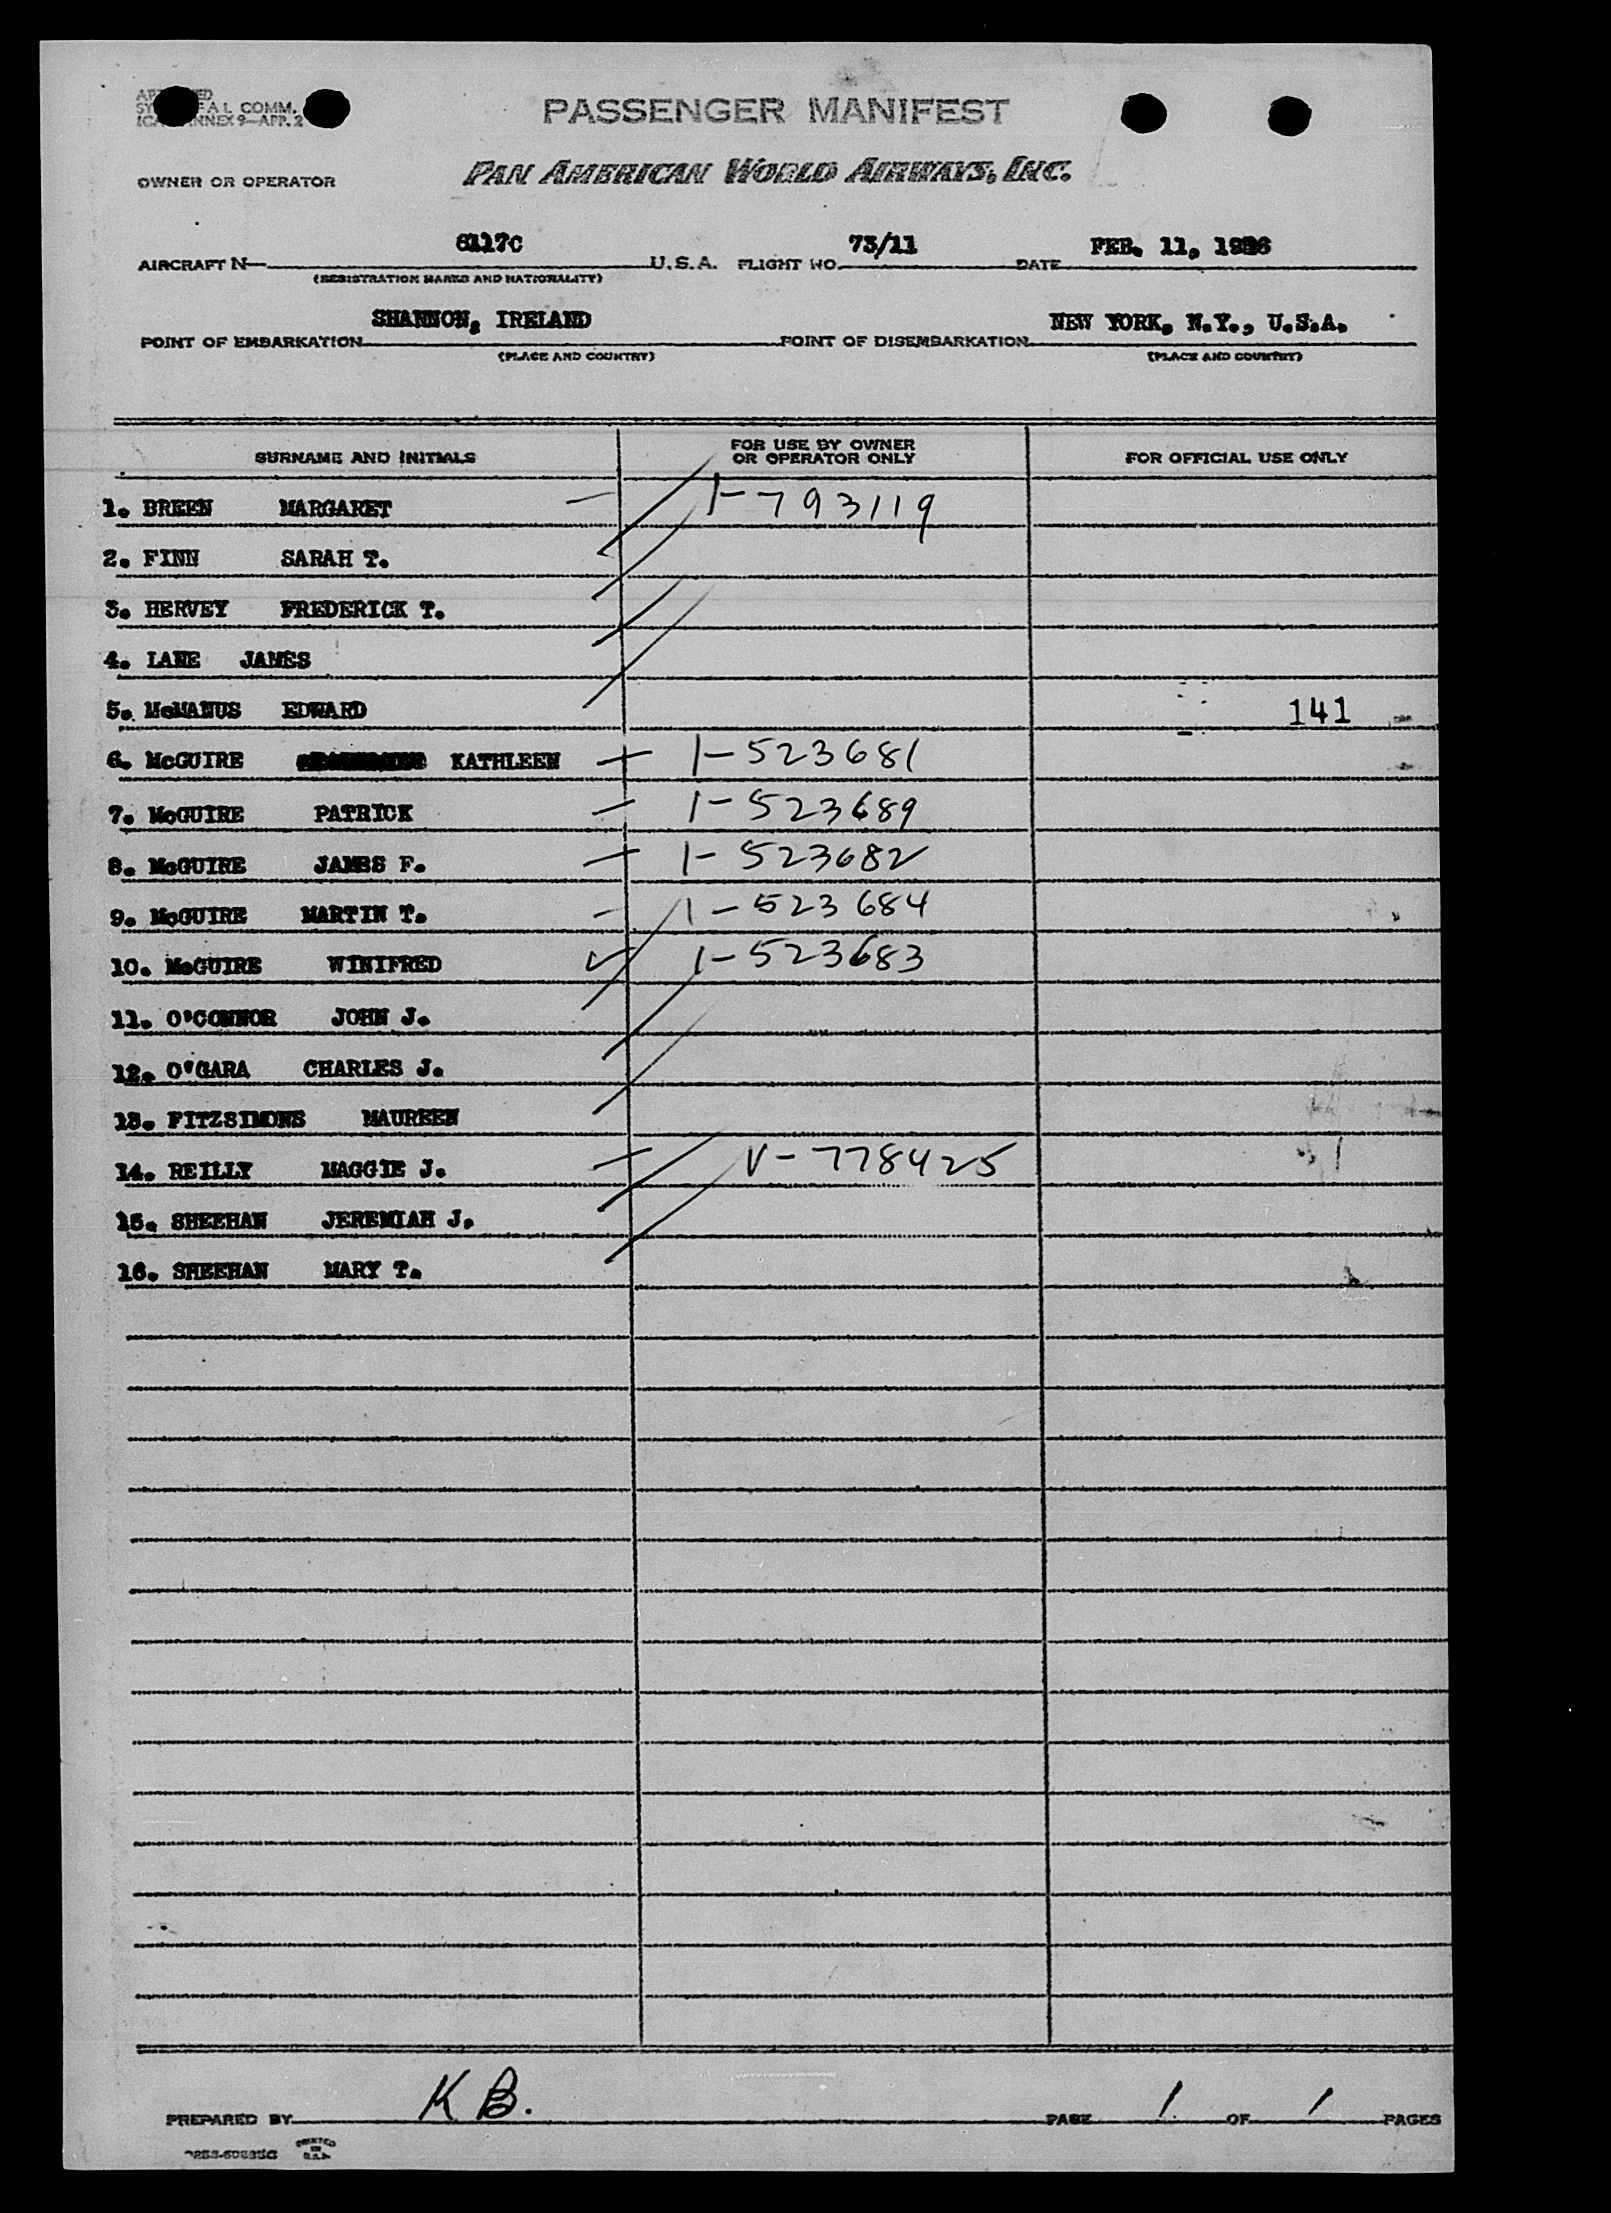 PASSENGER MANIFEST
COMM.
9—APP. 2
OWNER OR OPERATOR PAN AMERICAN WORLD AIRWAYS, INC.
AIRCRAFT N— 6117C U.S.A. FLIGHT NO. 73/11 DATE FEB. 11, 1956
(REGISTRATION MARKS AND NATIONALITY)
POINT OF EMBARKATION SHANNON, IRELAND POINT OF DISEMBARKATION NEW YORK, N.Y., U.S.A.
(PLACE AND COUNTRY) (PLACE AND COUNTRY)
SURNAME AND INITIALS FOR USE BY OWNER OR OPERATOR ONLY FOR OFFICIAL USE ONLY
1. BREEN MARGARET — 1-793119
2. FINN SARAH T.
3. HERVEY FREDERICK T.
4. LANE JAMES
5. McMANUS EDWARD 141
6. McGUIRE KATHLEEN 1-523681
7. McGUIRE PATRICK — 1-523689
8. McGUIRE JAMES F. — 1-523682
9. McGUIRE MARTIN T. — 1-523684
10. McGUIRE WINIFRED ✓ 1-523683
11. O'CONNOR JOHN J.
12. O'GARA CHARLES J.
13. FITZSIMONS MAUREEN
14. REILLY MAGGIE J. — V-778425
15. SHEEHAN JEREMIAH J.
16. SHEEHAN MARY T.
PREPARED BY K B. PAGE 1 OF 1 PAGES
PRINTED
IN
U.S.A.